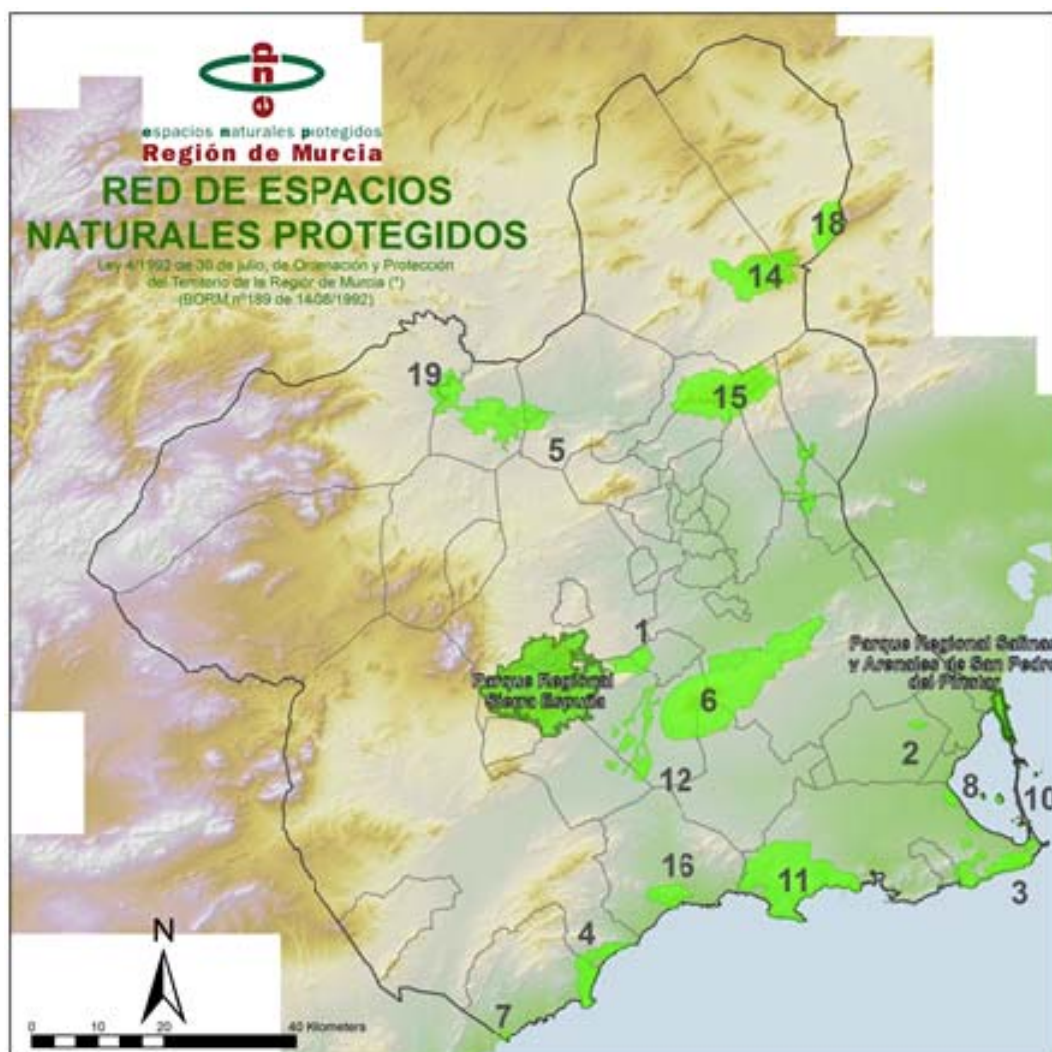 enp
espacios naturales protegidos
Región de Murcia
RED DE ESPACIOS
NATURALES PROTEGIDOS
Ley 4/1992 de 30 de julio, de Ordenación y Protección
del Territorio de la Región de Murcia (*)
(BORM nº189 de 14/08/1992)
18
14
19
15
5
1
Parque Regional Salinas
y Arenales de San Pedro
del Pinatar
Parque Regional
Sierra Espuña
6
2
12
8
10
16
11
3
4
7
N
0 10 20 40 Kilometers